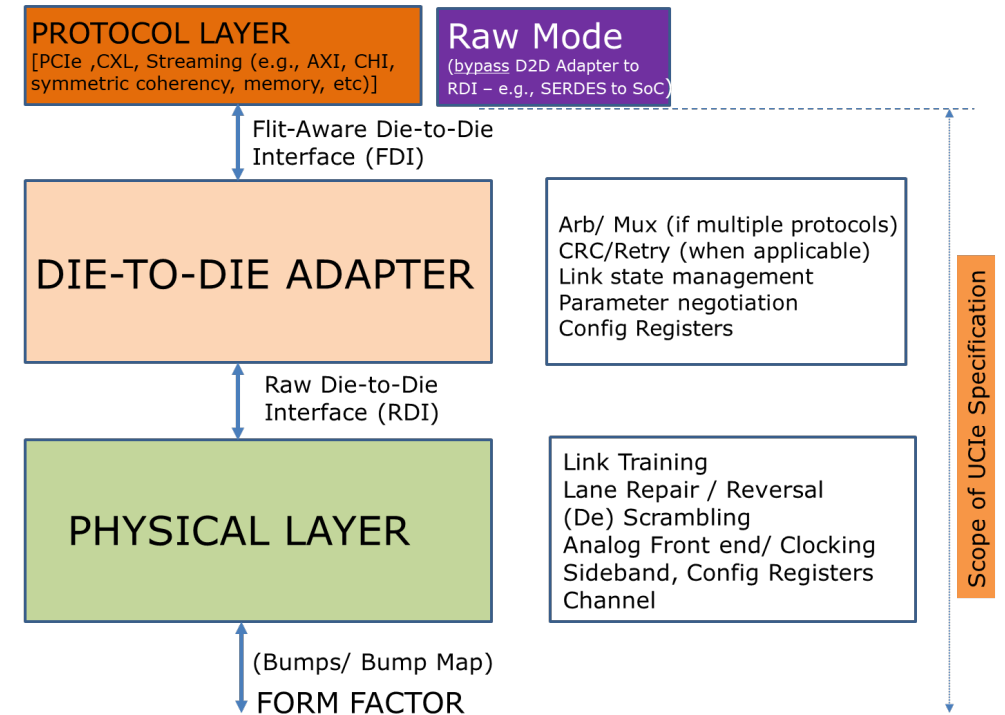 PROTOCOL LAYER
[PCIe ,CXL, Streaming (e.g., AXI, CHI,
symmetric coherency, memory, etc)]
Raw Mode
(bypass D2D Adapter to
RDI – e.g., SERDES to SoC)
Flit-Aware Die-to-Die
Interface (FDI)
DIE-TO-DIE ADAPTER
Arb/ Mux (if multiple protocols)
CRC/Retry (when applicable)
Link state management
Parameter negotiation
Config Registers
Raw Die-to-Die
Interface (RDI)
PHYSICAL LAYER
Link Training
Lane Repair / Reversal
(De) Scrambling
Analog Front end/ Clocking
Sideband, Config Registers
Channel
(Bumps/ Bump Map)
FORM FACTOR
Scope of UCIe Specification